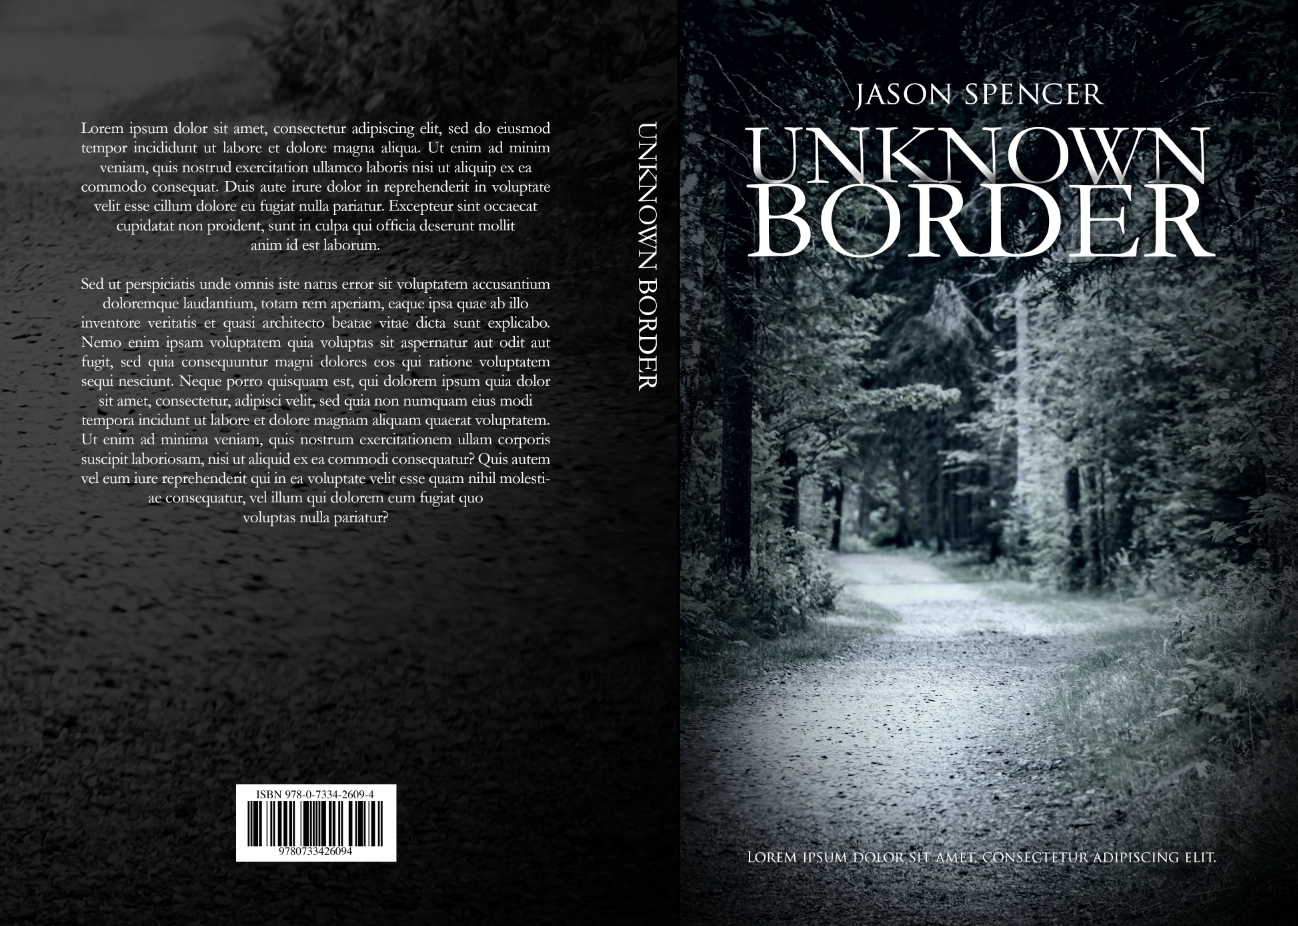 Lorem ipsum dolor sit amet, consectetur adipiscing elit, sed do eiusmod
tempor incididunt ut labore et dolore magna aliqua. Ut enim ad minim
veniam, quis nostrud exercitation ullamco laboris nisi ut aliquip ex ea
commodo consequat. Duis aute irure dolor in reprehenderit in voluptate
velit esse cillum dolore eu fugiat nulla pariatur. Excepteur sint occaecat
cupidatat non proident, sunt in culpa qui officia deserunt mollit
anim id est laborum.
Sed ut perspiciatis unde omnis iste natus error sit voluptatem accusantium
doloremque laudantium, totam rem aperiam, eaque ipsa quae ab illo
inventore veritatis et quasi architecto beatae vitae dicta sunt explicabo.
Nemo enim ipsam voluptatem quia voluptas sit aspernatur aut odit aut
fugit, sed quia consequuntur magni dolores eos qui ratione voluptatem
sequi nesciunt. Neque porro quisquam est, qui dolorem ipsum quia dolor
sit amet, consectetur, adipisci velit, sed quia non numquam eius modi
tempora incidunt ut labore et dolore magnam aliquam quaerat voluptatem.
Ut enim ad minima veniam, quis nostrum exercitationem ullam corporis
suscipit laboriosam, nisi ut aliquid ex ea commodi consequatur? Quis autem
vel eum iure reprehenderit qui in ea voluptate velit esse quam nihil molesti-
ae consequatur, vel illum qui dolorem eum fugiat quo
voluptas nulla pariatur?
ISBN 978-0-7334-2609-4
9780733426094
UNKNOWN BORDER
JASON SPENCER
UNKNOWN
BORDER
LOREM IPSUM DOLOR SIT AMET, CONSECTETUR ADIPISCING ELIT.